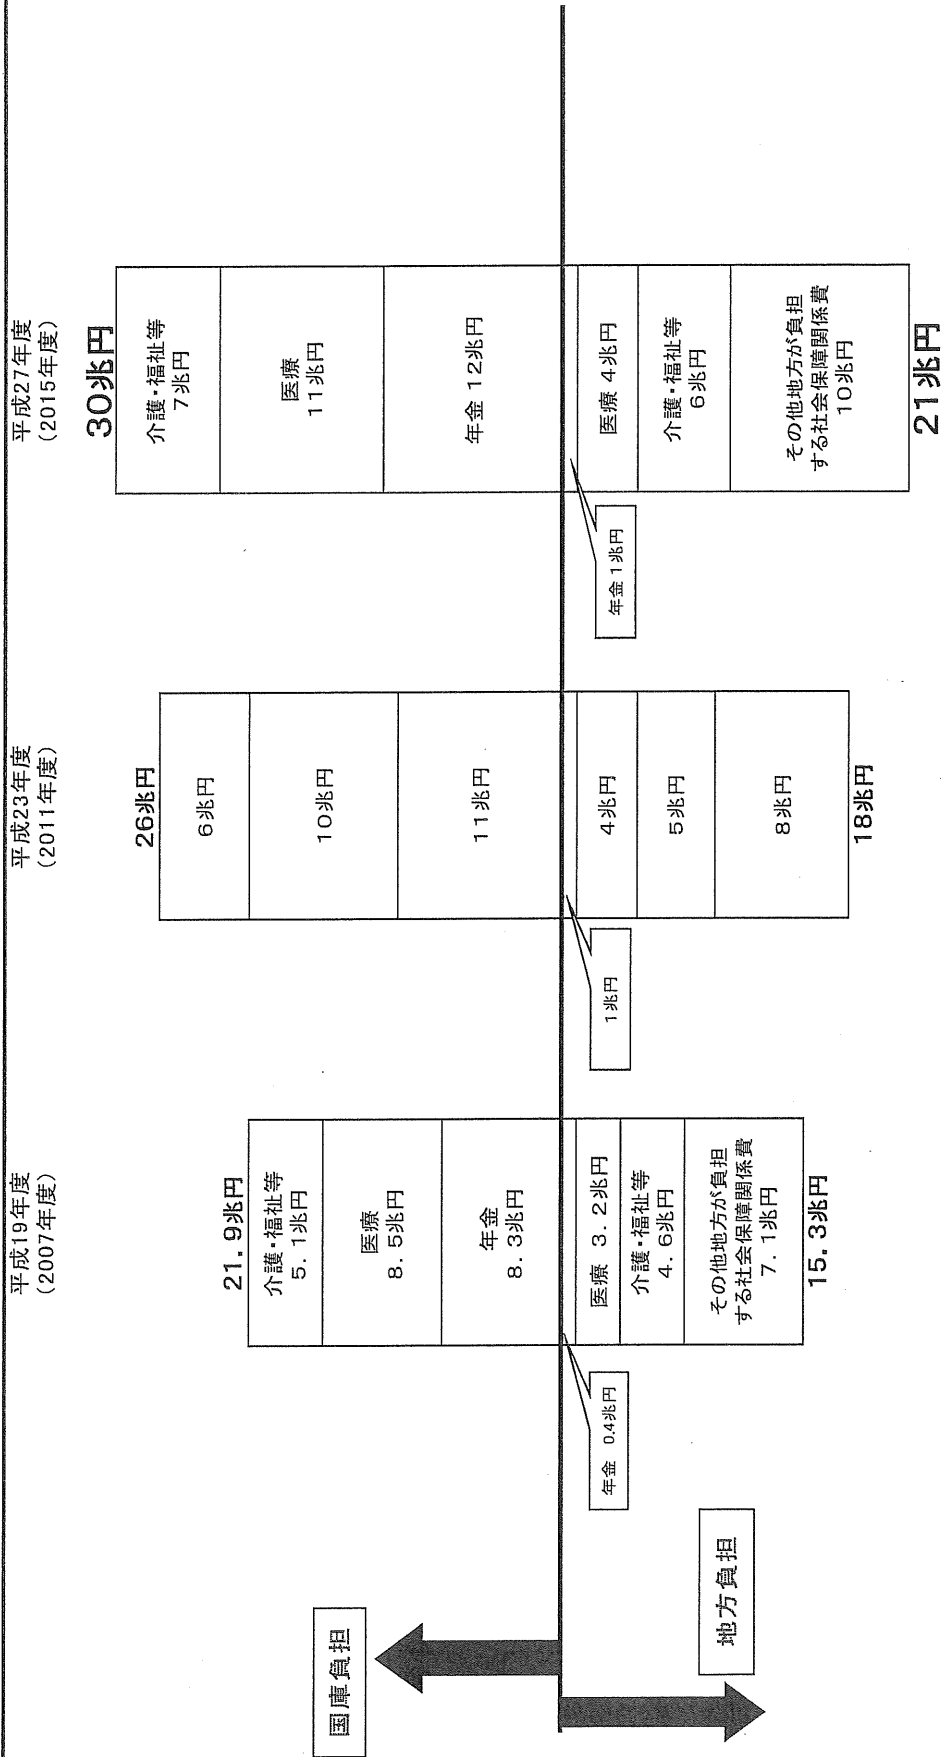 平成19年度
（2007年度）
平成23年度
（2011年度）
平成27年度
（2015年度）
国庫負担
地方負担
21．9兆円
介護・福祉等
5．1兆円
医療
8．5兆円
年金
8．3兆円
年金　0.4兆円
医療　3．2兆円
介護・福祉等
4．6兆円
その他地方が負担
する社会保障関係費
7．1兆円
15．3兆円
26兆円
6兆円
10兆円
11兆円
1兆円
4兆円
5兆円
8兆円
18兆円
30兆円
介護・福祉等
7兆円
医療
11兆円
年金 12兆円
年金 1兆円
医療 4兆円
介護・福祉等
6兆円
その他地方が負担
する社会保障関係費
10兆円
21兆円